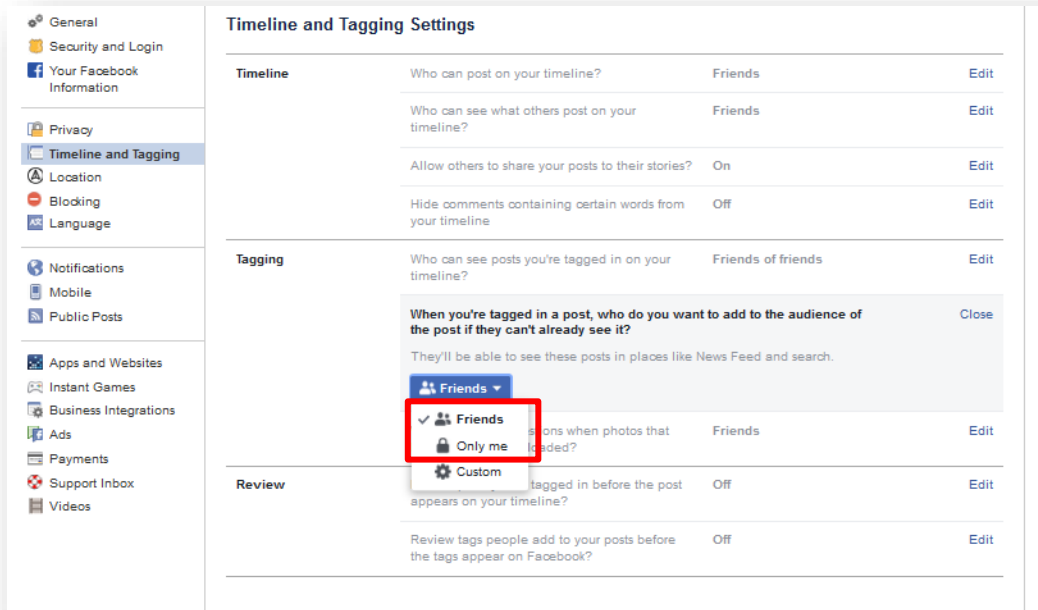 General
Security and Login
Your Facebook
Information
Privacy
Timeline and Tagging
Location
Blocking
Language
Notifications
Mobile
Public Posts
Apps and Websites
Instant Games
Business Integrations
Ads
Payments
Support Inbox
Videos
Timeline and Tagging Settings
Timeline
Who can post on your timeline? Friends Edit
Who can see what others post on your Friends Edit
timeline?
Allow others to share your posts to their stories? On Edit
Hide comments containing certain words from Off Edit
your timeline
Tagging
Who can see posts you're tagged in on your Friends of friends Edit
timeline?
When you're tagged in a post, who do you want to add to the audience of Close
the post if they can't already see it?
They'll be able to see these posts in places like News Feed and search.
Friends
Friends
Only me
Custom
when photos that Friends Edit
Review
tagged in before the post Off Edit
appears on your timeline?
Review tags people add to your posts before Off Edit
the tags appear on Facebook?